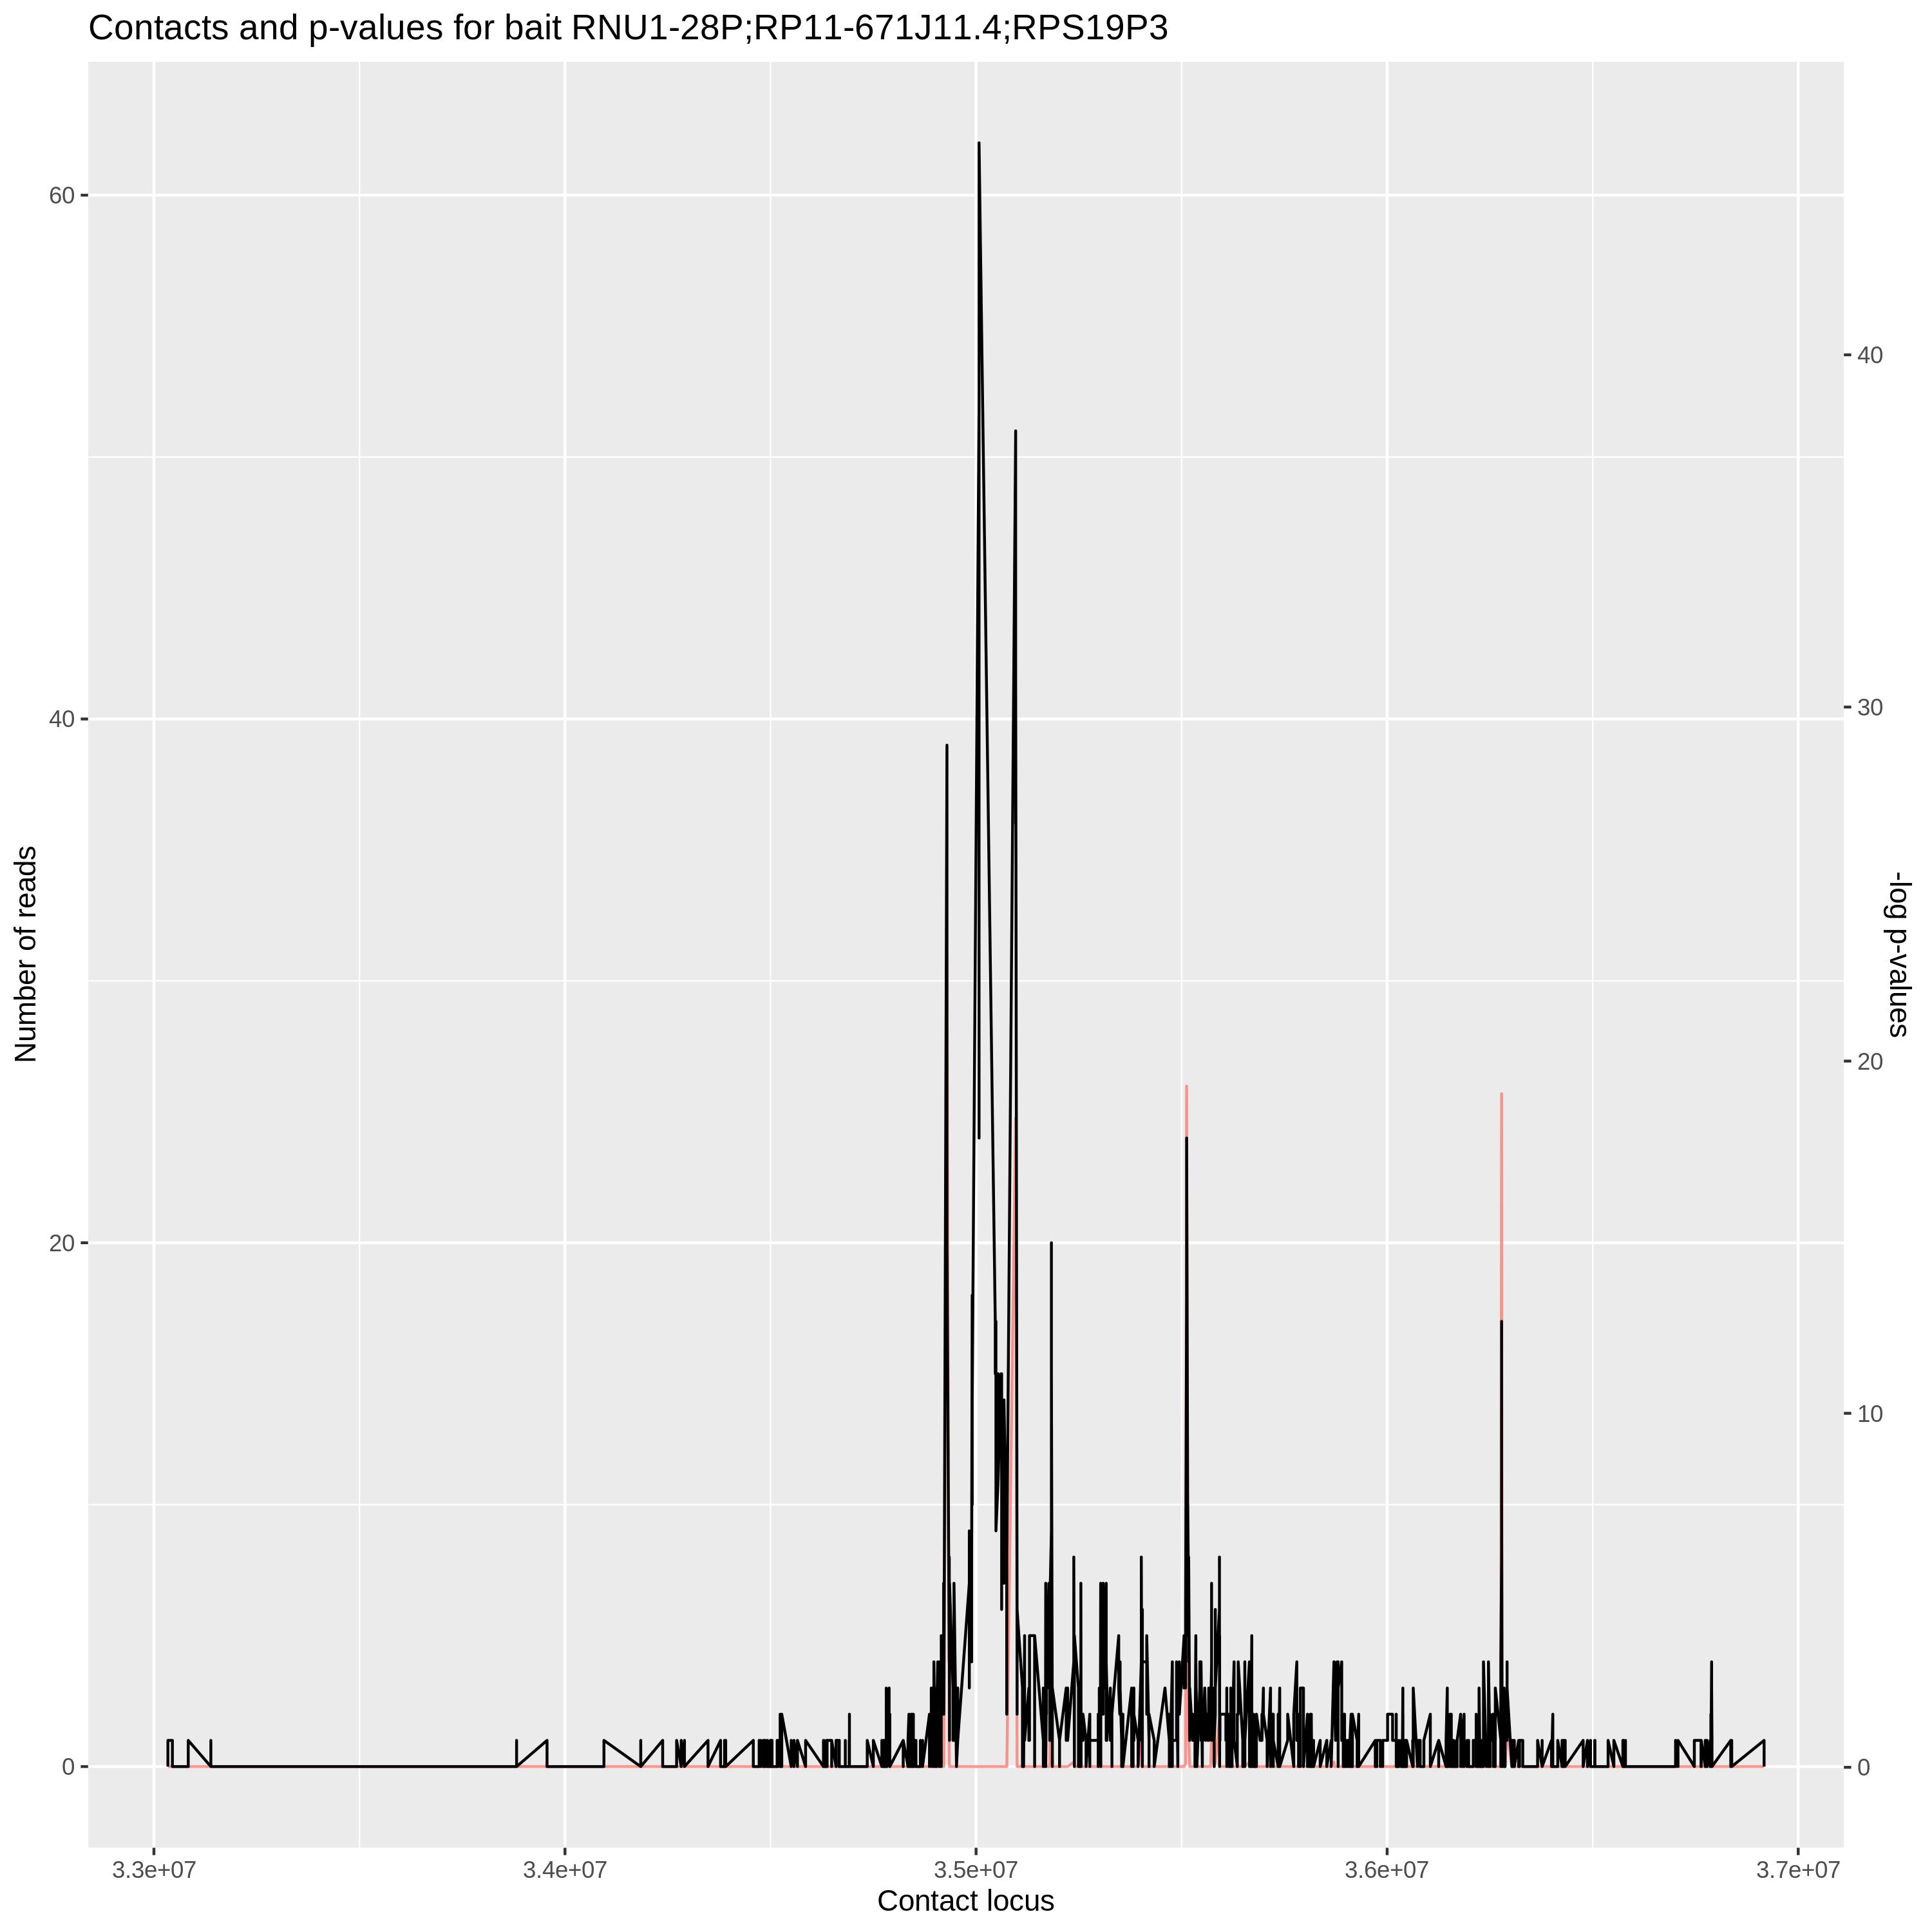 Contacts and p-values for bait RNU1-28P;RP11-671J11.4;RPS19P3
60
40
20
0
Number of reads
40
30
20
10
0
-log p-values
3.3e+07
3.4e+07
3.5e+07
3.6e+07
3.7e+07
Contact locus